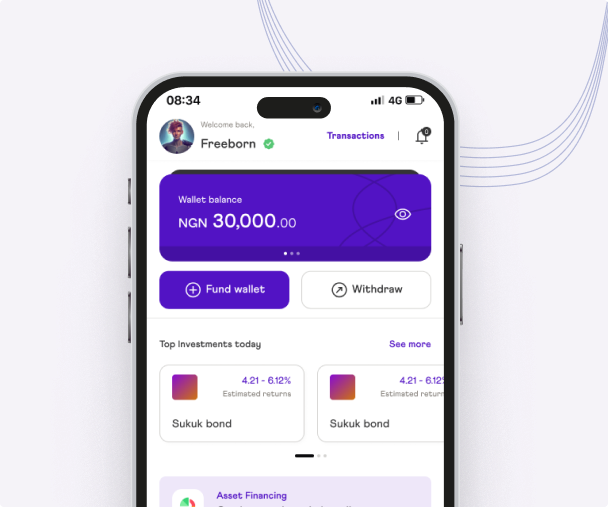 08:34
4G
Welcome back,
Freeborn
Transactions
0
Wallet balance
NGN 30,000.00
Fund wallet
Withdraw
Top Investments today
See more
4.21 - 6.12%
Estimated returns
Sukuk bond
4.21 - 6.12
Estimated return
Sukuk bond
Asset Financing